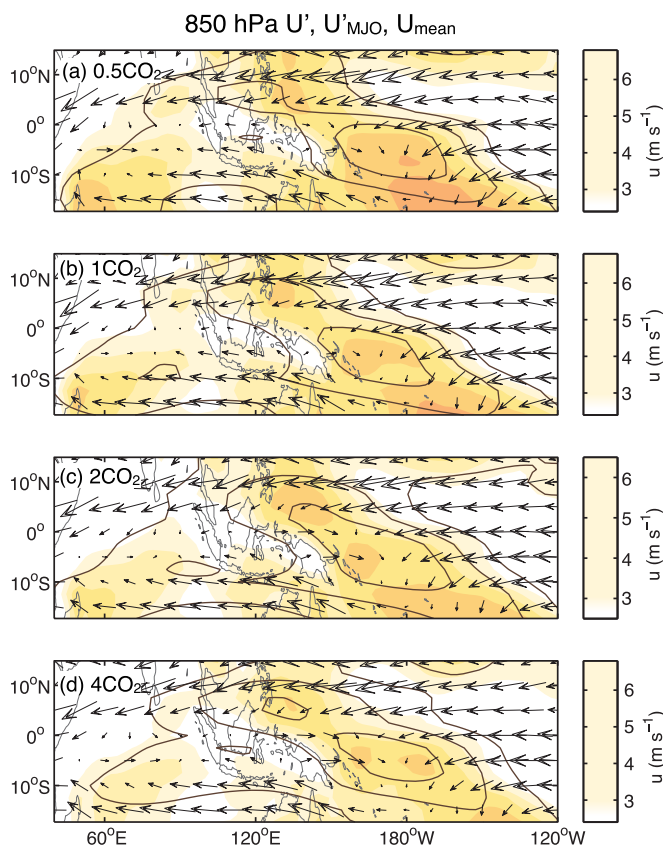 850 hPa U', U'MJO, Umean
(a) 0.5CO2
10°N
0°
10°S
6
5
4
3
u (m s⁻¹)
(b) 1CO2
10°N
0°
10°S
6
5
4
3
u (m s⁻¹)
(c) 2CO2
10°N
0°
10°S
6
5
4
3
u (m s⁻¹)
(d) 4CO2
10°N
0°
10°S
6
5
4
3
u (m s⁻¹)
60°E 120°E 180°W 120°W